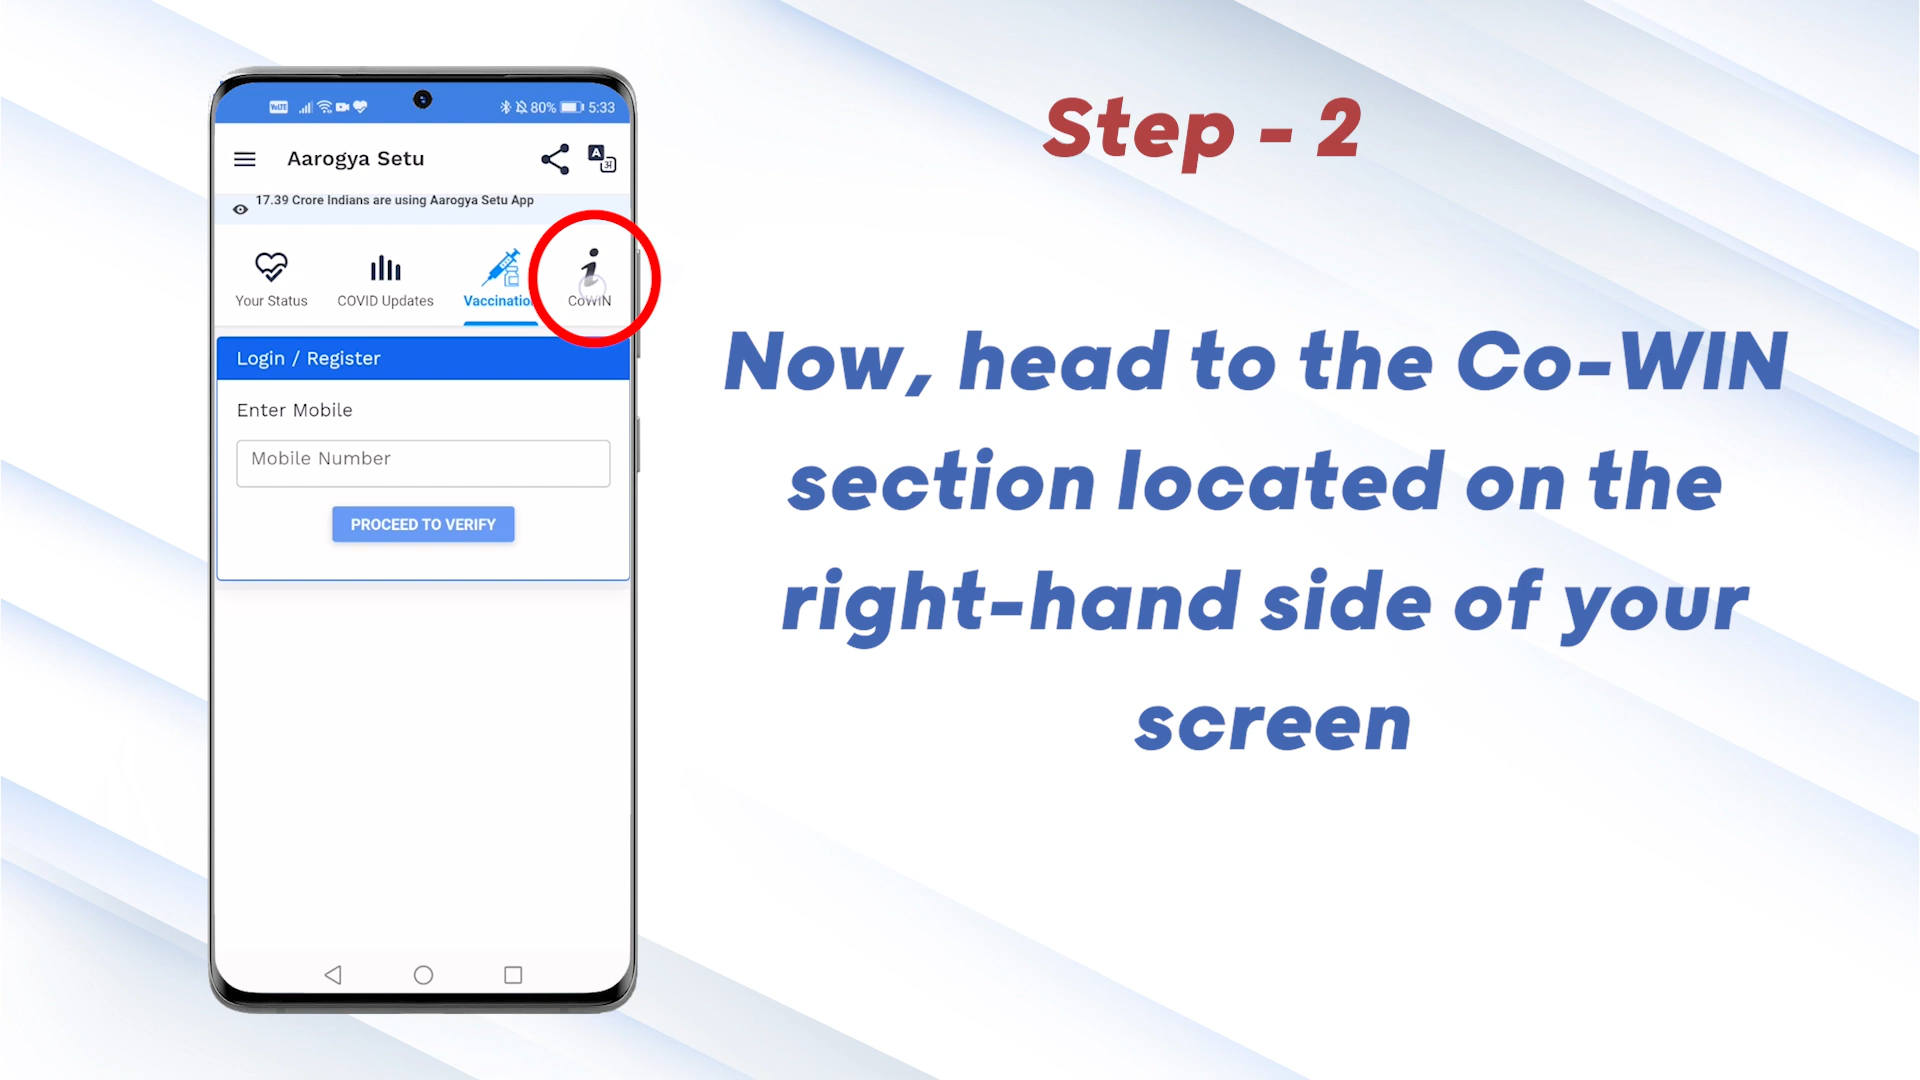 VoLTE 80% 5:33
Aarogya Setu
A अ
17.39 Crore Indians are using Aarogya Setu App
Your Status COVID Updates Vaccination CoWIN
Login / Register
Enter Mobile
Mobile Number
PROCEED TO VERIFY
Step - 2
Now, head to the Co-WIN
section located on the
right-hand side of your
screen